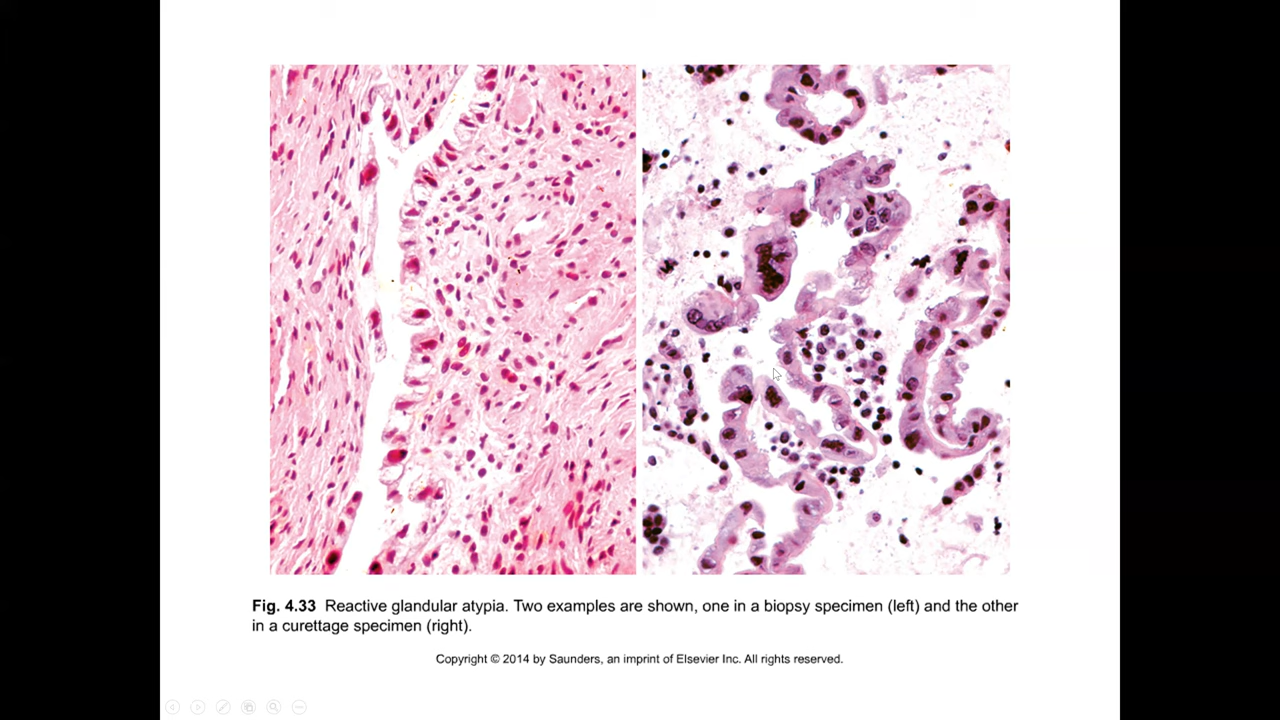 Fig. 4.33 Reactive glandular atypia. Two examples are shown, one in a biopsy specimen (left) and the other
in a curettage specimen (right).
Copyright © 2014 by Saunders, an imprint of Elsevier Inc. All rights reserved.